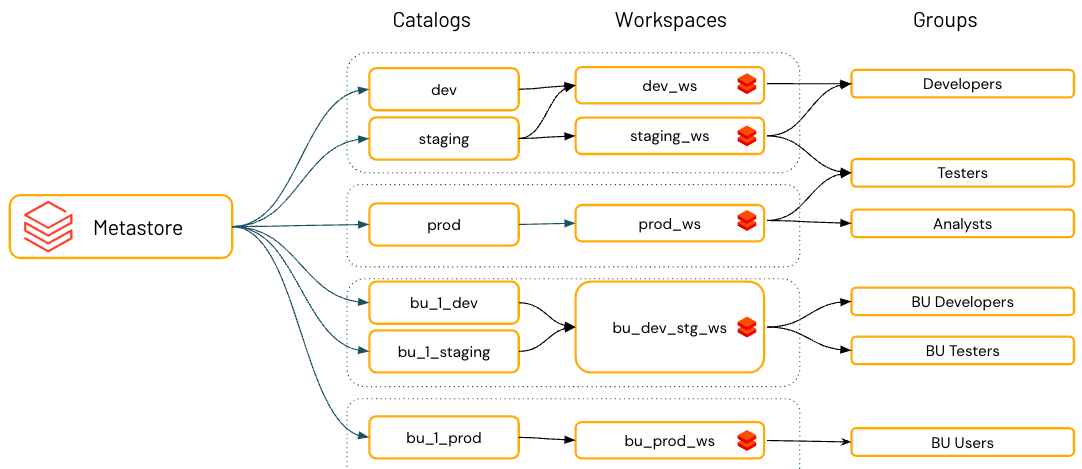 Catalogs
Workspaces
Groups
dev
dev_ws
Developers
staging
staging_ws
Testers
Metastore
prod
prod_ws
Analysts
bu_1_dev
bu_dev_stg_ws
BU Developers
bu_1_staging
BU Testers
bu_1_prod
bu_prod_ws
BU Users